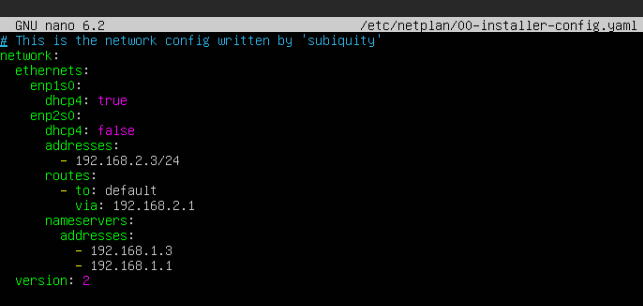 GNU nano 6.2 /etc/netplan/00-installer-config.yaml
# This is the network config written by 'subiquity'
network:
  ethernets:
    enp1s0:
      dhcp4: true
    enp2s0:
      dhcp4: false
      addresses:
        - 192.168.2.3/24
      routes:
        - to: default
          via: 192.168.2.1
      nameservers:
        addresses:
          - 192.168.1.3
          - 192.168.1.1
  version: 2